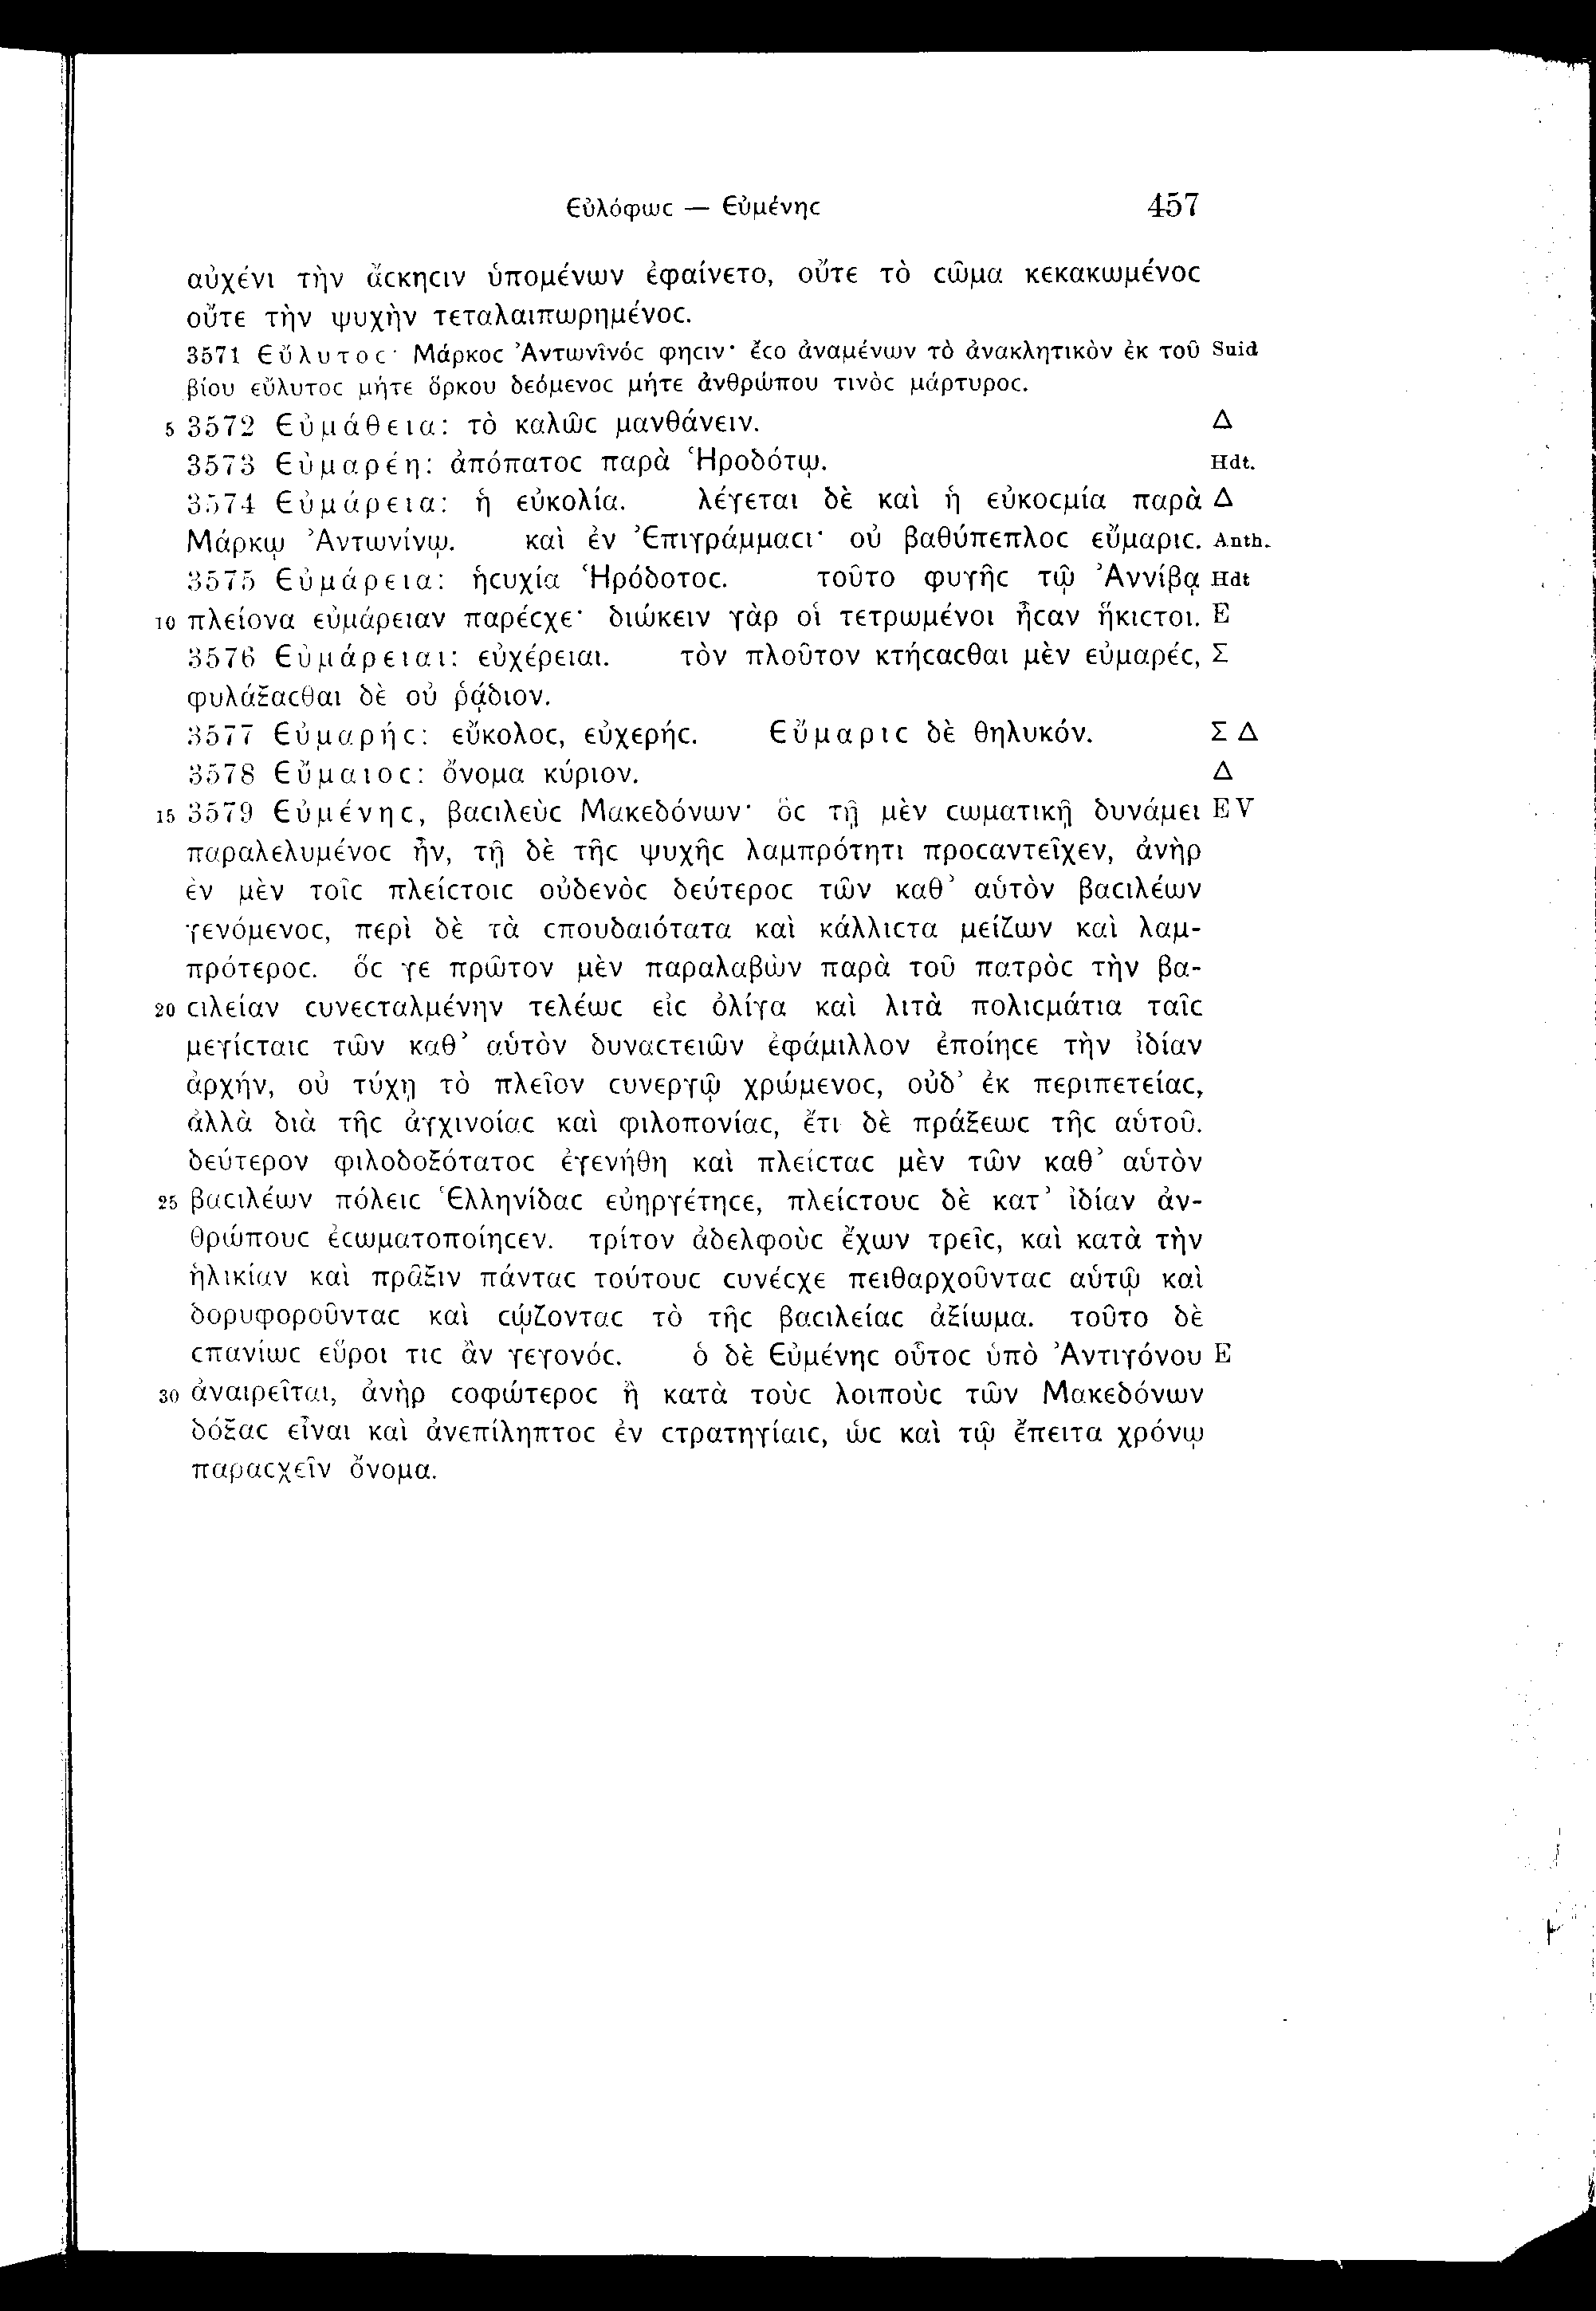 Εὐλόφωϲ — Εὐμένηϲ 457
αὐχένι τὴν ἄϲκηϲιν ὑπομένων ἐφαίνετο, οὔτε τὸ ϲῶμα κεκακωμένοϲ
οὔτε τὴν ψυχὴν τεταλαιπωρημένοϲ.
3571 Εὔλυτοϲ· Μάρκοϲ Ἀντωνῖνόϲ φηϲιν· ἔϲο ἀναμένων τὸ ἀνακλητικὸν ἐκ τοῦ Suid
βίου εὔλυτοϲ μήτε ὅρκου δεόμενοϲ μήτε ἀνθρώπου τινὸϲ μάρτυροϲ.
5 3572 Εὐμάθεια: τὸ καλῶϲ μανθάνειν. Δ
3573 Εὐμαρέη: ἀπόπατοϲ παρὰ Ἡροδότῳ. Hdt.
3574 Εὐμάρεια: ἡ εὐκολία. λέγεται δὲ καὶ ἡ εὐκοϲμία παρὰ Δ
Μάρκῳ Ἀντωνίνῳ. καὶ ἐν Ἐπιγράμμαϲι· οὐ βαθύπεπλοϲ εὔμαριϲ. Anth.
3575 Εὐμάρεια: ἡϲυχία Ἡρόδοτοϲ. τοῦτο φυγῆϲ τῷ Ἀννίβᾳ Hdt
10 πλείονα εὐμάρειαν παρέϲχε· διώκειν γὰρ οἱ τετρωμένοι ἦϲαν ἥκιϲτοι. E
3576 Εὐμάρειαι: εὐχέρειαι. τὸν πλοῦτον κτήϲαϲθαι μὲν εὐμαρέϲ, Σ
φυλάξαϲθαι δὲ οὐ ῥᾴδιον.
3577 Εὐμαρήϲ: εὔκολοϲ, εὐχερήϲ. Εὔμαριϲ δὲ θηλυκόν. Σ Δ
3578 Εὔμαιοϲ: ὄνομα κύριον. Δ
15 3579 Εὐμένηϲ, βαϲιλεὺϲ Μακεδόνων· ὃϲ τῇ μὲν ϲωματικῇ δυνάμει EV
παραλελυμένοϲ ἦν, τῇ δὲ τῆϲ ψυχῆϲ λαμπρότητι προϲαντεῖχεν, ἀνὴρ
ἐν μὲν τοῖϲ πλείϲτοιϲ οὐδενὸϲ δεύτεροϲ τῶν καθ’ αὑτὸν βαϲιλέων
γενόμενοϲ, περὶ δὲ τὰ ϲπουδαιότατα καὶ κάλλιϲτα μείζων καὶ λαμ-
πρότεροϲ. ὅϲ γε πρῶτον μὲν παραλαβὼν παρὰ τοῦ πατρὸϲ τὴν βα-
20 ϲιλείαν ϲυνεϲταλμένην τελέωϲ εἰϲ ὀλίγα καὶ λιτὰ πολιϲμάτια ταῖϲ
μεγίϲταιϲ τῶν καθ’ αὑτὸν δυναϲτειῶν ἐφάμιλλον ἐποίηϲε τὴν ἰδίαν
ἀρχήν, οὐ τύχῃ τὸ πλεῖον ϲυνεργῷ χρώμενοϲ, οὐδ’ ἐκ περιπετείαϲ,
ἀλλὰ διὰ τῆϲ ἀγχινοίαϲ καὶ φιλοπονίαϲ, ἔτι δὲ πράξεωϲ τῆϲ αὑτοῦ.
δεύτερον φιλοδοξότατοϲ ἐγενήθη καὶ πλείϲταϲ μὲν τῶν καθ’ αὑτὸν
25 βαϲιλέων πόλειϲ Ἑλληνίδαϲ εὐηργέτηϲε, πλείϲτουϲ δὲ κατ’ ἰδίαν ἀν-
θρώπουϲ ἐϲωματοποίηϲεν. τρίτον ἀδελφοὺϲ ἔχων τρεῖϲ, καὶ κατὰ τὴν
ἡλικίαν καὶ πρᾶξιν πάνταϲ τούτουϲ ϲυνέϲχε πειθαρχοῦνταϲ αὑτῷ καὶ
δορυφοροῦνταϲ καὶ ϲῴζονταϲ τὸ τῆϲ βαϲιλείαϲ ἀξίωμα. τοῦτο δὲ
ϲπανίωϲ εὕροι τιϲ ἂν γεγονόϲ. ὁ δὲ Εὐμένηϲ οὗτοϲ ὑπὸ Ἀντιγόνου E
30 ἀναιρεῖται, ἀνὴρ ϲοφώτεροϲ ἢ κατὰ τοὺϲ λοιποὺϲ τῶν Μακεδόνων
δόξαϲ εἶναι καὶ ἀνεπίληπτοϲ ἐν ϲτρατηγίαιϲ, ὡϲ καὶ τῷ ἔπειτα χρόνῳ
παραϲχεῖν ὄνομα.